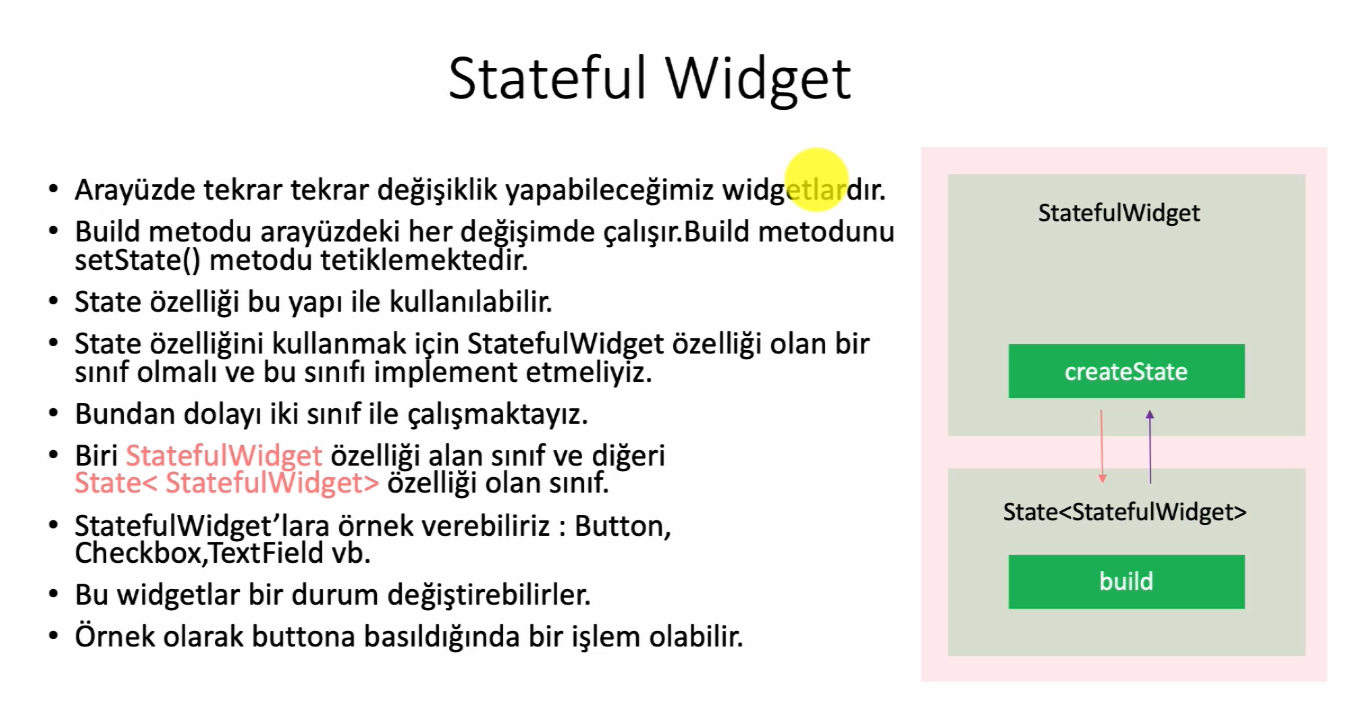 Stateful Widget
• Arayüzde tekrar tekrar değişiklik yapabileceğimiz widgetlardır.
• Build metodu arayüzdeki her değişimde çalışır.Build metodunu
setState() metodu tetiklemektedir.
• State özelliği bu yapı ile kullanılabilir.
• State özelliğini kullanmak için StatefulWidget özelliği olan bir
sınıf olmalı ve bu sınıfı implement etmeliyiz.
• Bundan dolayı iki sınıf ile çalışmaktayız.
• Biri StatefulWidget özelliği alan sınıf ve diğeri
State< StatefulWidget> özelliği olan sınıf.
• StatefulWidget’lara örnek verebiliriz : Button,
Checkbox,TextField vb.
• Bu widgetlar bir durum değiştirebilirler.
• Örnek olarak buttona basıldığında bir işlem olabilir.
StatefulWidget
createState
State<StatefulWidget>
build